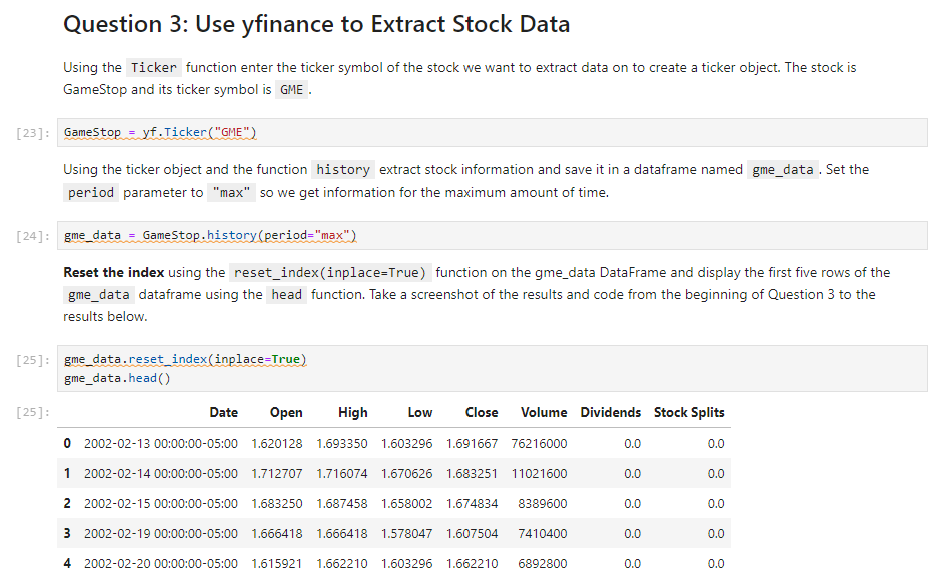 Question 3: Use yfinance to Extract Stock Data
Using the Ticker function enter the ticker symbol of the stock we want to extract data on to create a ticker object. The stock is
GameStop and its ticker symbol is GME .
[23]: GameStop = yf.Ticker("GME")
Using the ticker object and the function history extract stock information and save it in a dataframe named gme_data . Set the
period parameter to "max" so we get information for the maximum amount of time.
[24]: gme_data = GameStop.history(period="max")
Reset the index using the reset_index(inplace=True) function on the gme_data DataFrame and display the first five rows of the
gme_data dataframe using the head function. Take a screenshot of the results and code from the beginning of Question 3 to the
results below.
[25]: gme_data.reset_index(inplace=True)
gme_data.head()
[25]: Date Open High Low Close Volume Dividends Stock Splits
0 2002-02-13 00:00:00-05:00 1.620128 1.693350 1.603296 1.691667 76216000 0.0 0.0
1 2002-02-14 00:00:00-05:00 1.712707 1.716074 1.670626 1.683251 11021600 0.0 0.0
2 2002-02-15 00:00:00-05:00 1.683250 1.687458 1.658002 1.674834 8389600 0.0 0.0
3 2002-02-19 00:00:00-05:00 1.666418 1.666418 1.578047 1.607504 7410400 0.0 0.0
4 2002-02-20 00:00:00-05:00 1.615921 1.662210 1.603296 1.662210 6892800 0.0 0.0